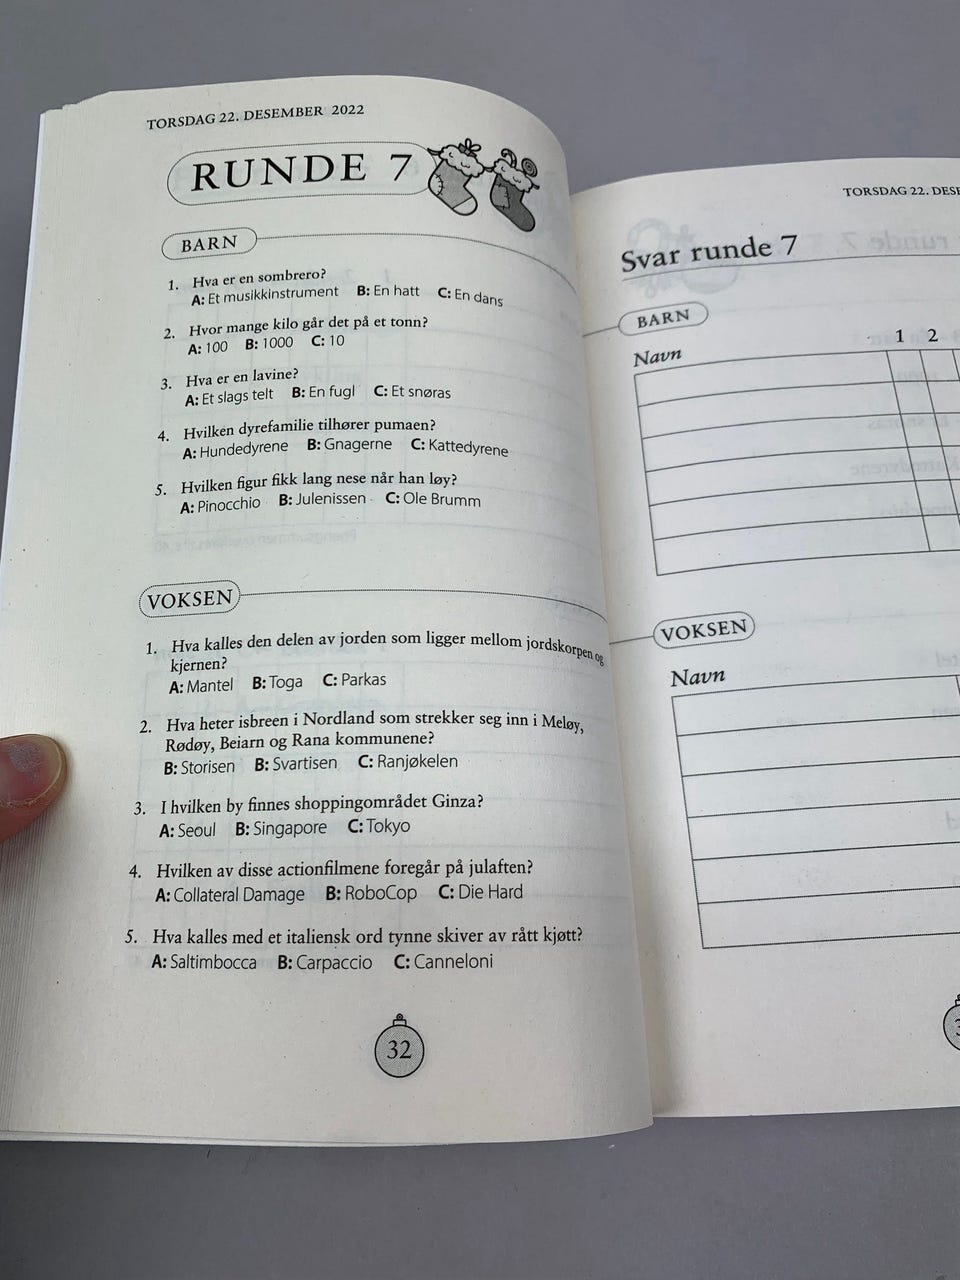 TORSDAG 22. DESEMBER 2022
RUNDE 7
BARN
1. Hva er en sombrero?
A: Et musikkinstrument B: En hatt C: En dans
2. Hvor mange kilo går det på et tonn?
A: 100 B: 1000 C: 10
3. Hva er en lavine?
A: Et slags telt B: En fugl C: Et snøras
4. Hvilken dyrefamilie tilhører pumaen?
A: Hundedyrene B: Gnagerne C: Kattedyrene
5. Hvilken figur fikk lang nese når han løy?
A: Pinocchio B: Julenissen C: Ole Brumm
VOKSEN
1. Hva kalles den delen av jorden som ligger mellom jordskorpen og
kjernen?
A: Mantel B: Toga C: Parkas
2. Hva heter isbreen i Nordland som strekker seg inn i Meløy,
Rødøy, Beiarn og Rana kommunene?
B: Storisen B: Svartisen C: Ranjøkelen
3. I hvilken by finnes shoppingområdet Ginza?
A: Seoul B: Singapore C: Tokyo
4. Hvilken av disse actionfilmene foregår på julaften?
A: Collateral Damage B: RoboCop C: Die Hard
5. Hva kalles med et italiensk ord tynne skiver av rått kjøtt?
A: Saltimbocca B: Carpaccio C: Canneloni
32
TORSDAG 22. DESE
Svar runde 7
BARN
Navn 1 2
VOKSEN
Navn
3